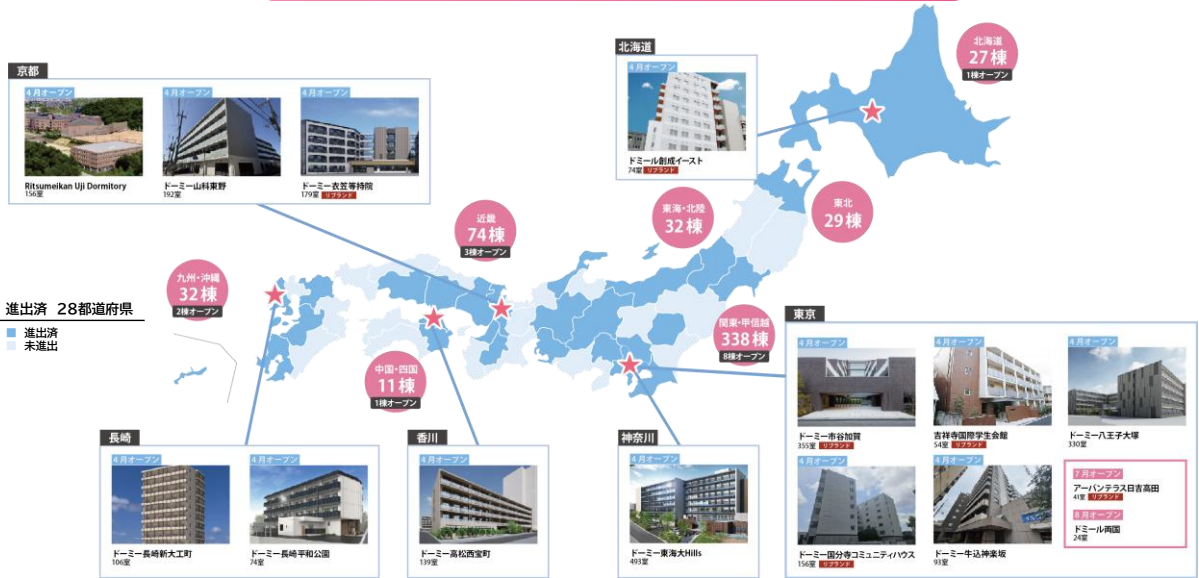 京都
4月オープン
Ritsumeikan Uji Dormitory
156室
4月オープン
ドーミー山科東野
192室
4月オープン
ドーミー衣笠等持院
179室 リブランド
北海道
4月オープン
ドミール創成イースト
74室 リブランド
北海道
27棟
1棟オープン
東北
29棟
東海・北陸
32棟
近畿
74棟
3棟オープン
九州・沖縄
32棟
2棟オープン
関東・甲信越
338棟
8棟オープン
中国・四国
11棟
1棟オープン
進出済 28都道府県
進出済
未進出
長崎
4月オープン
ドーミー長崎新大工町
106室
4月オープン
ドーミー長崎平和公園
74室
香川
4月オープン
ドーミー高松西宝町
139室
神奈川
4月オープン
ドーミー東海大Hills
493室
東京
4月オープン
ドーミー市谷加賀
355室 リブランド
4月オープン
吉祥寺国際学生会館
54室 リブランド
4月オープン
ドーミー八王子大塚
330室
4月オープン
ドーミー国分寺コミュニティハウス
156室 リブランド
4月オープン
ドーミー牛込神楽坂
93室
7月オープン
アーバンテラス日吉高田
41室 リブランド
8月オープン
ドミール両国
24室